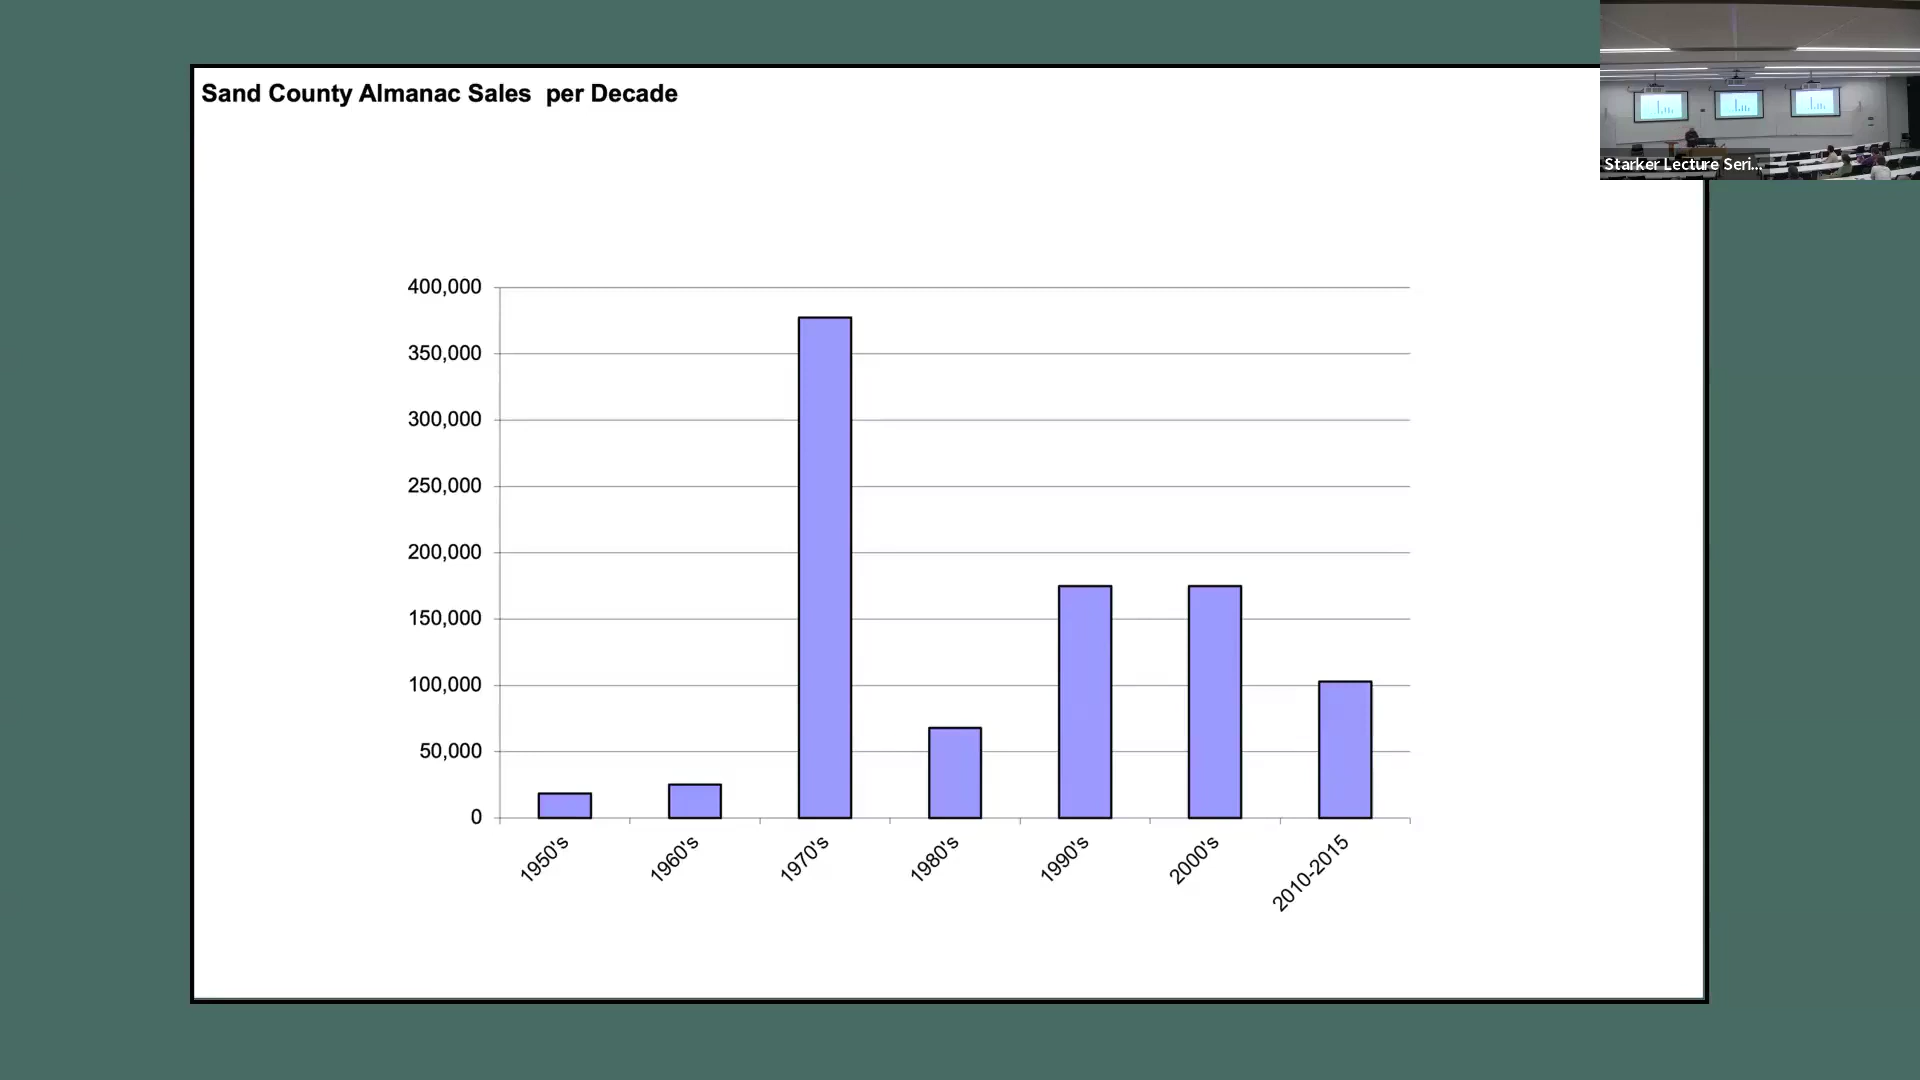 Sand County Almanac Sales  per Decade
Starker Lecture Seri...
400,000
350,000
300,000
250,000
200,000
150,000
100,000
50,000
0
1950's
1960's
1970's
1980's
1990's
2000's
2010-2015